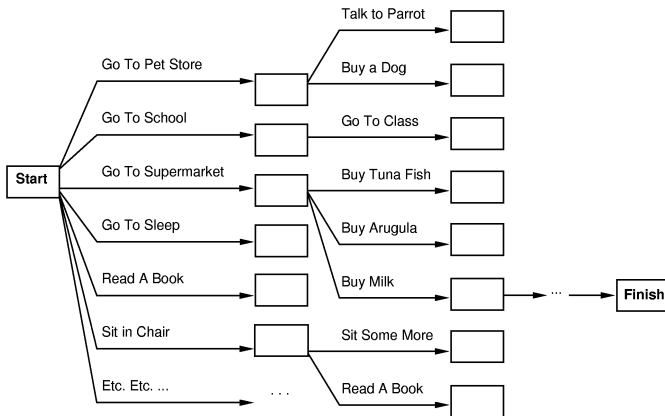 Talk to Parrot
Go To Pet Store
Buy a Dog
Go To School
Go To Class
Start
Go To Supermarket
Buy Tuna Fish
Go To Sleep
Buy Arugula
Read A Book
Buy Milk
...
Finish
Sit in Chair
Sit Some More
Etc. Etc. ...
. . .
Read A Book